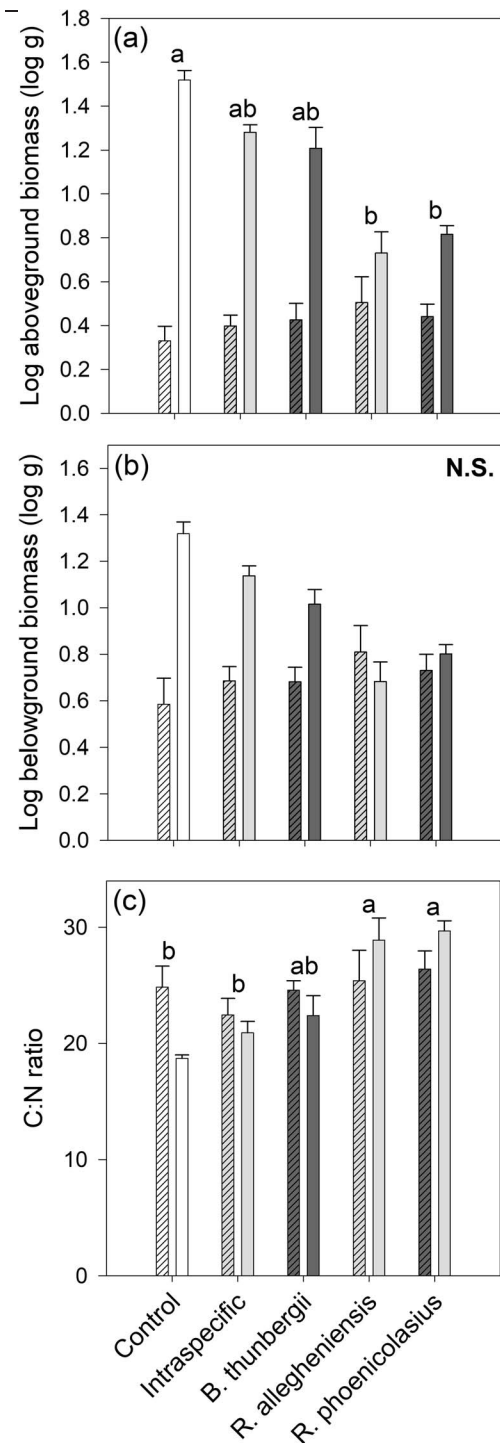 (a)
Log aboveground biomass (log g)
1.8
1.6
1.4
1.2
1.0
0.8
0.6
0.4
0.2
0.0
a
ab
ab
b
b
(b)
N.S.
Log belowground biomass (log g)
1.6
1.4
1.2
1.0
0.8
0.6
0.4
0.2
0.0
(c)
C:N ratio
30
20
10
0
b
b
ab
a
a
Control
Intraspecific
B. thunbergii
R. allegheniensis
R. phoenicolasius